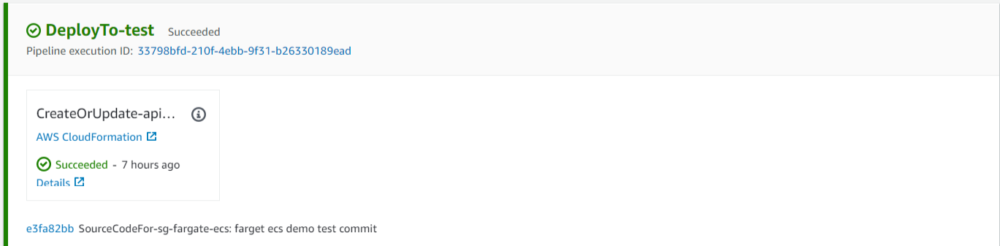 DeployTo-test Succeeded
Pipeline execution ID: 33798bfd-210f-4ebb-9f31-b26330189ead
CreateOrUpdate-api...
AWS CloudFormation
Succeeded - 7 hours ago
Details
e3fa82bb SourceCodeFor-sg-fargate-ecs: farget ecs demo test commit